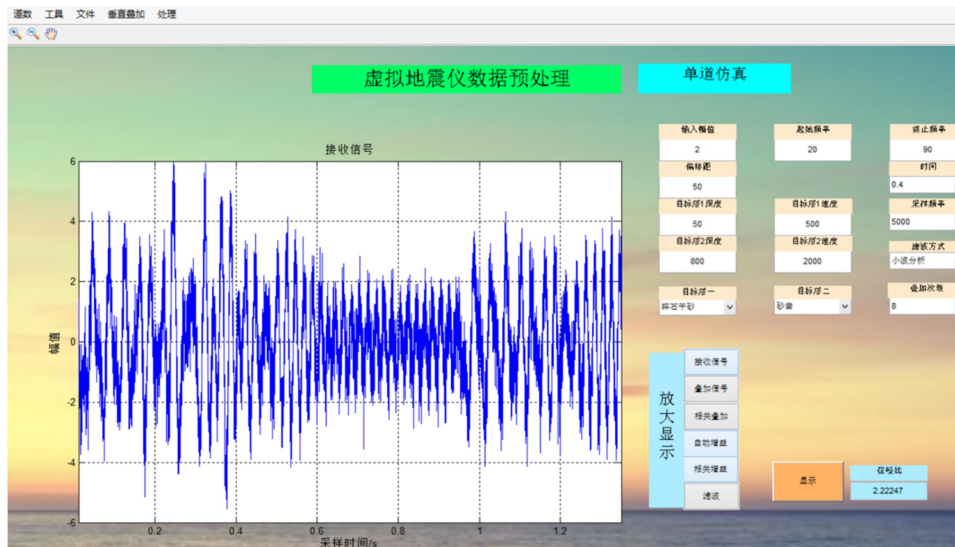 道数 工具 文件 垂直叠加 处理
虚拟地震仪数据预处理
单道仿真
输入幅值
2
起始频率
20
终止频率
90
偏移距
50
时间
0.4
目标层1深度
50
目标层1速度
500
采样频率
5000
目标层2深度
800
目标层2速度
2000
滤波方式
小波分析
目标层一
碎石干砂
目标层二
砂岩
叠加次数
8
接收信号
幅值
6
4
2
0
-2
-4
-6
0.2 0.4 0.6 0.8 1 1.2
采样时间/s
放大显示
接收信号
叠加信号
相关叠加
自动增益
相关增益
滤波
显示
信噪比
2.22247